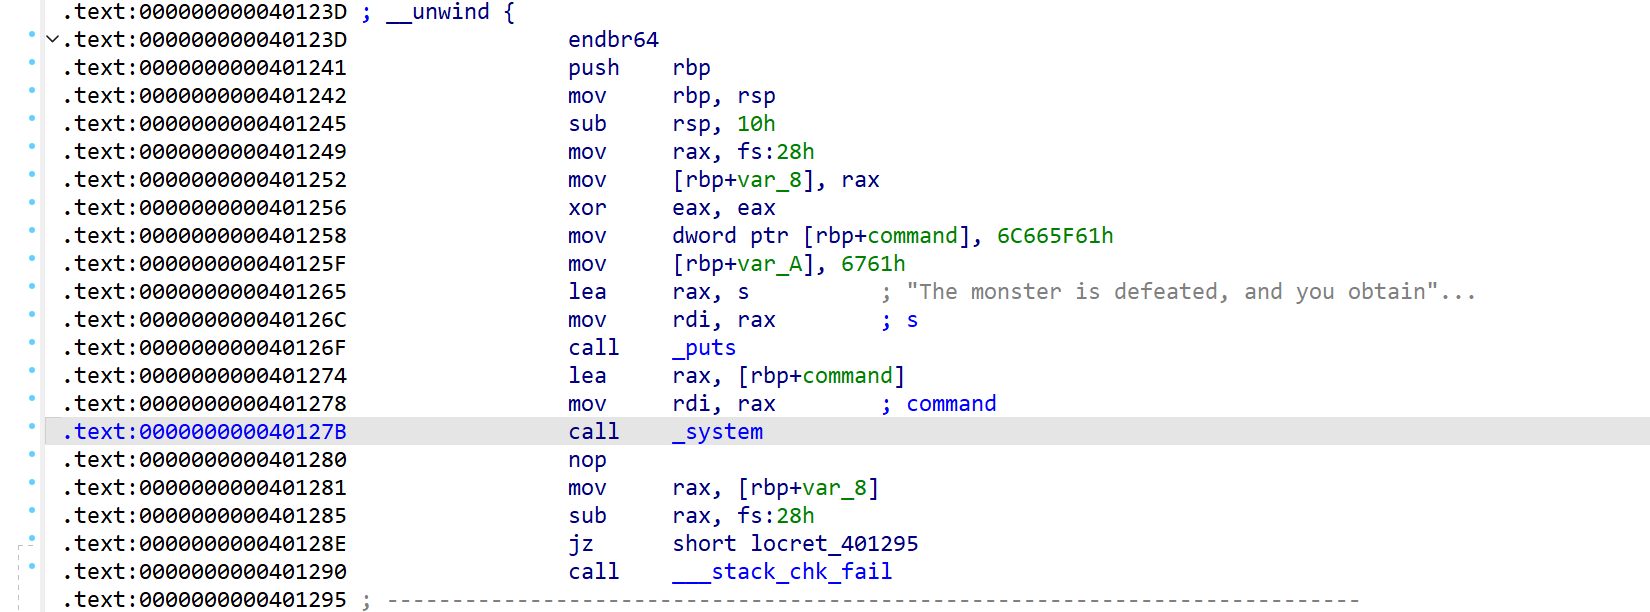 .text:000000000040123D ; __unwind {
.text:000000000040123D endbr64
.text:0000000000401241 push rbp
.text:0000000000401242 mov rbp, rsp
.text:0000000000401245 sub rsp, 10h
.text:0000000000401249 mov rax, fs:28h
.text:0000000000401252 mov [rbp+var_8], rax
.text:0000000000401256 xor eax, eax
.text:0000000000401258 mov dword ptr [rbp+command], 6C665F61h
.text:000000000040125F mov [rbp+var_A], 6761h
.text:0000000000401265 lea rax, s ; "The monster is defeated, and you obtain"...
.text:000000000040126C mov rdi, rax ; s
.text:000000000040126F call _puts
.text:0000000000401274 lea rax, [rbp+command]
.text:0000000000401278 mov rdi, rax ; command
.text:000000000040127B call _system
.text:0000000000401280 nop
.text:0000000000401281 mov rax, [rbp+var_8]
.text:0000000000401285 sub rax, fs:28h
.text:000000000040128E jz short locret_401295
.text:0000000000401290 call ___stack_chk_fail
.text:0000000000401295 ; ---------------------------------------------------------------------------